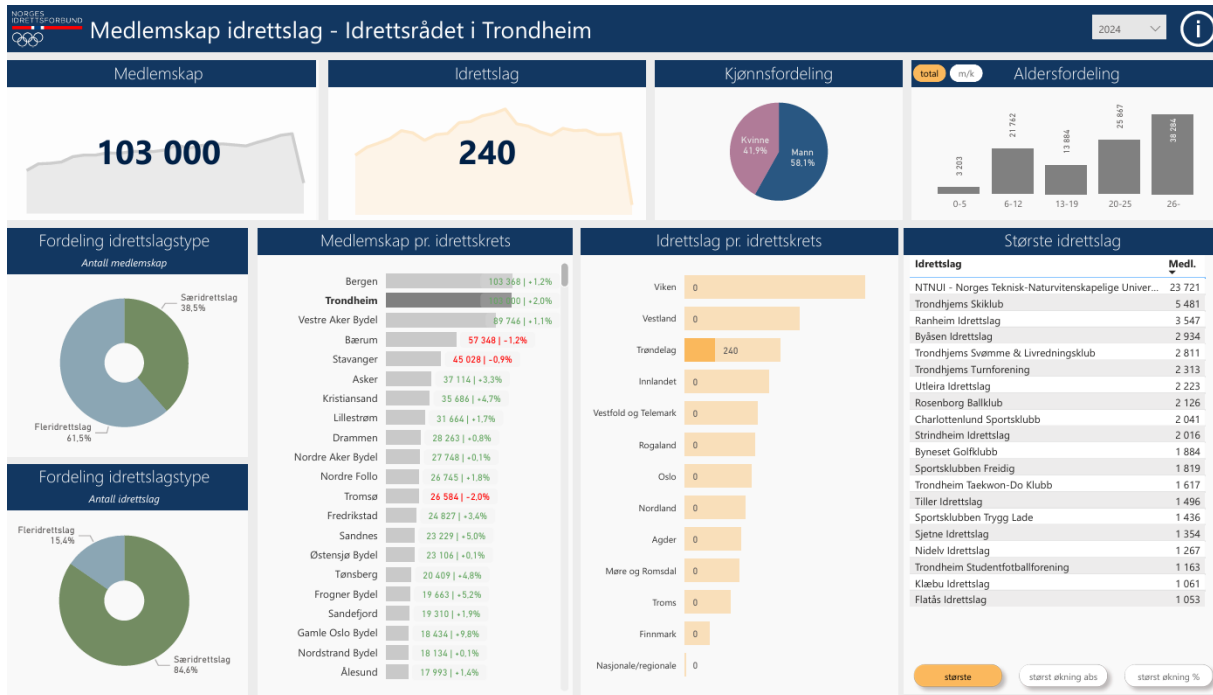 NORGES
IDRETTSFORBUND
Medlemskap idrettslag - Idrettsrådet i Trondheim
2024
i
Medlemskap
103 000
Idrettslag
240
Kjønnsfordeling
Kvinne
41,9%
Mann
58,1%
total
m/k
Aldersfordeling
3 203
21 762
13 884
25 867
38 284
0-5
6-12
13-19
20-25
26-
Fordeling idrettslagstype
Antall medlemskap
Særidrettslag
38,5%
Fleridrettslag
61,5%
Fordeling idrettslagstype
Antall idrettslag
Fleridrettslag
15,4%
Særidrettslag
84,6%
Medlemskap pr. idrettskrets
Bergen 103 368 | +1,2%
Trondheim 103 000 | +2,0%
Vestre Aker Bydel 89 746 | +1,1%
Bærum 57 348 | -1,2%
Stavanger 45 028 | -0,9%
Asker 37 114 | +3,3%
Kristiansand 35 686 | +4,7%
Lillestrøm 31 664 | +1,7%
Drammen 28 263 | +0,8%
Nordre Aker Bydel 27 748 | +0,1%
Nordre Follo 26 745 | +1,8%
Tromsø 26 584 | -2,0%
Fredrikstad 24 827 | +3,4%
Sandnes 23 229 | +5,0%
Østensjø Bydel 23 106 | +0,1%
Tønsberg 20 409 | +4,8%
Frogner Bydel 19 663 | +5,2%
Sandefjord 19 310 | +1,9%
Gamle Oslo Bydel 18 434 | +9,8%
Nordstrand Bydel 18 134 | +0,1%
Ålesund 17 993 | +1,4%
Idrettslag pr. idrettskrets
Viken 0
Vestland 0
Trøndelag 240
Innlandet 0
Vestfold og Telemark 0
Rogaland 0
Oslo 0
Nordland 0
Agder 0
Møre og Romsdal 0
Troms 0
Finnmark 0
Nasjonale/regionale 0
Største idrettslag
Idrettslag Medl.
NTNUI - Norges Teknisk-Naturvitenskapelige Univer... 23 721
Trondhjems Skiklub 5 481
Ranheim Idrettslag 3 547
Byåsen Idrettslag 2 934
Trondhjems Svømme & Livredningsklub 2 811
Trondhjems Turnforening 2 313
Utleira Idrettslag 2 223
Rosenborg Ballklub 2 126
Charlottenlund Sportsklubb 2 041
Strindheim Idrettslag 2 016
Byneset Golfklubb 1 884
Sportsklubben Freidig 1 819
Trondheim Taekwon-Do Klubb 1 617
Tiller Idrettslag 1 496
Sportsklubben Trygg Lade 1 436
Sjetne Idrettslag 1 354
Nidelv Idrettslag 1 267
Trondheim Studentfotballforening 1 163
Klæbu Idrettslag 1 061
Flatås Idrettslag 1 053
største
størst økning abs
størst økning %